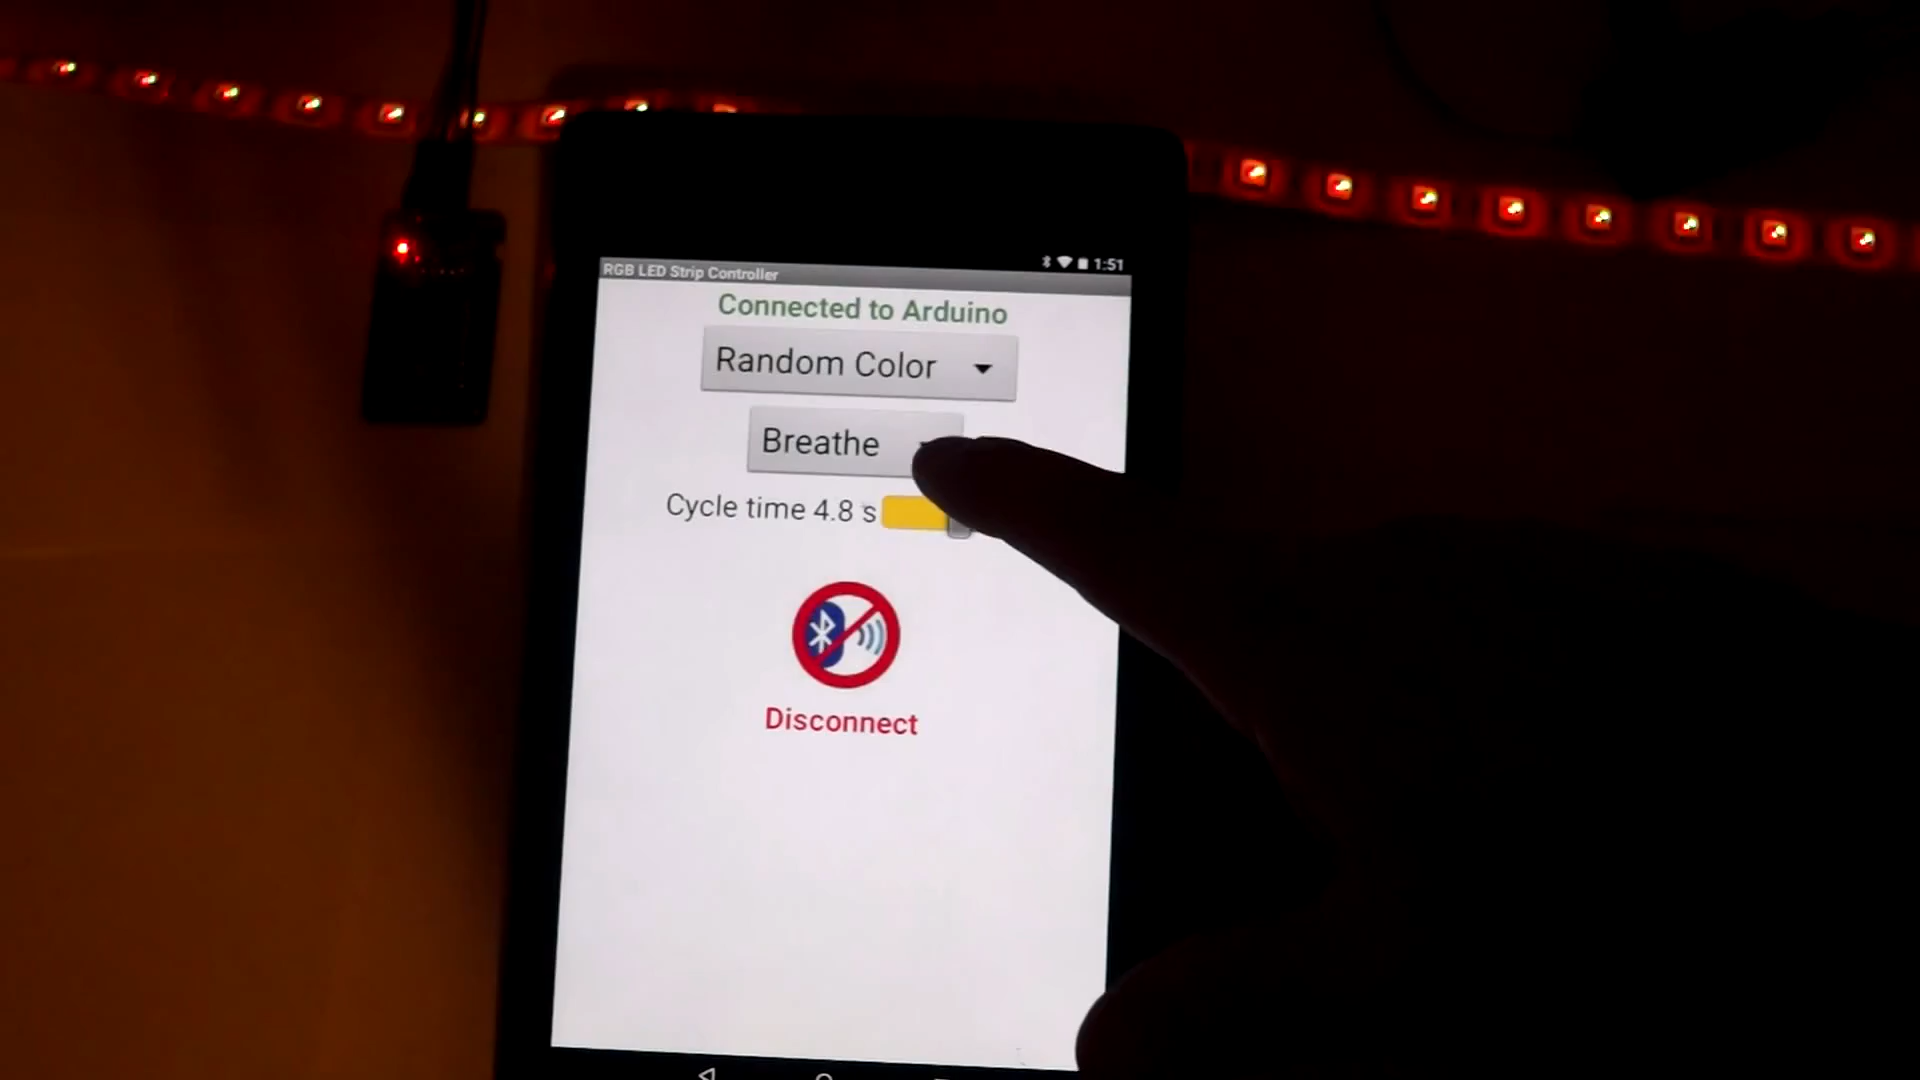 1:51
RGB LED Strip Controller
Connected to Arduino
Random Color
Breathe
Cycle time 4.8 s
Disconnect